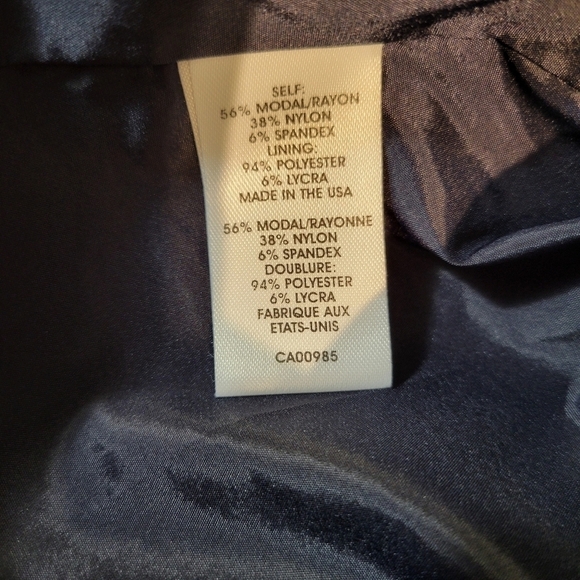 SELF:
56% MODAL/RAYON
38% NYLON
6% SPANDEX
LINING:
94% POLYESTER
6% LYCRA
MADE IN THE USA
56% MODAL/RAYONNE
38% NYLON
6% SPANDEX
DOUBLURE:
94% POLYESTER
6% LYCRA
FABRIQUE AUX
ETATS-UNIS
CA00985